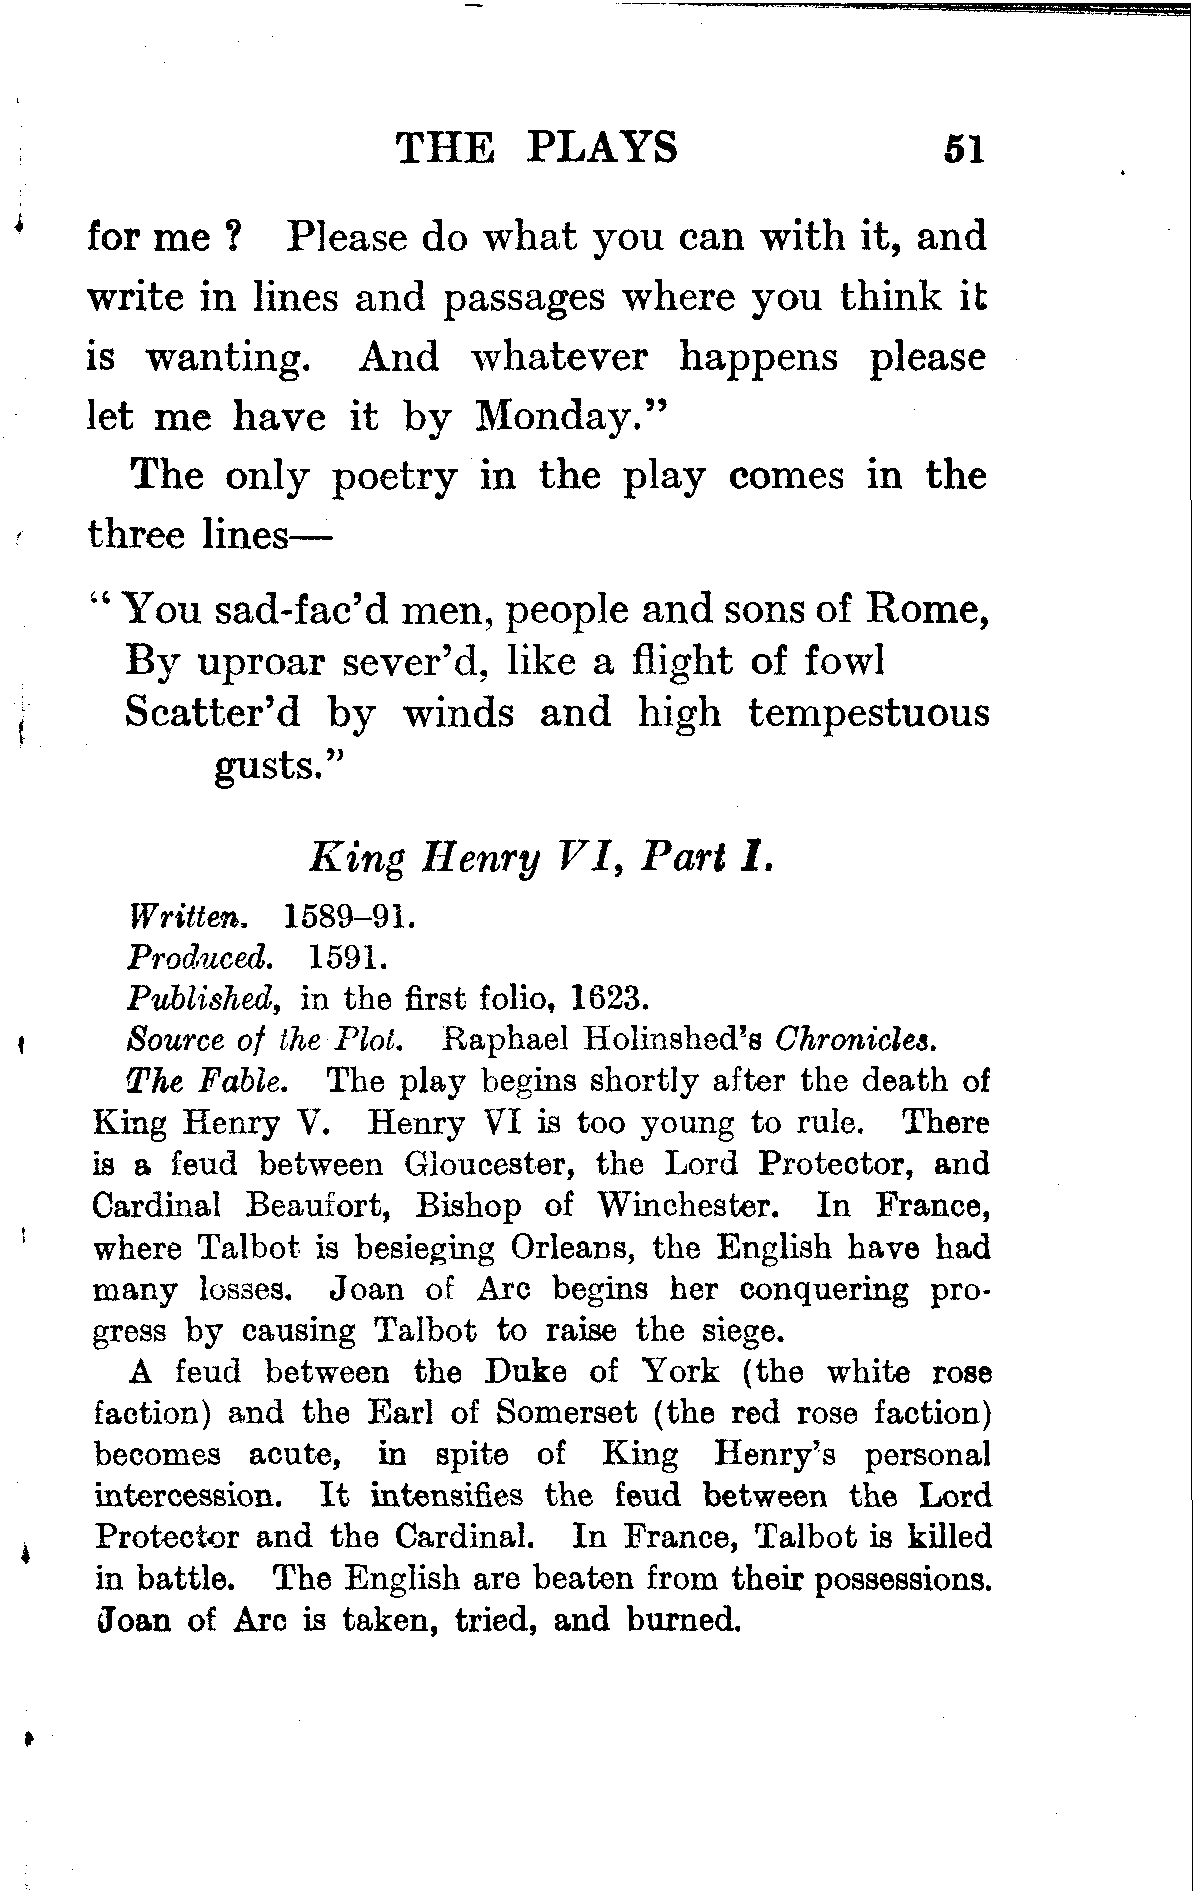 THE PLAYS 51
for me ? Please do what you can with it, and
write in lines and passages where you think it
is wanting. And whatever happens please
let me have it by Monday.”
The only poetry in the play comes in the
three lines—
“ You sad-fac’d men, people and sons of Rome,
By uproar sever’d, like a flight of fowl
Scatter’d by winds and high tempestuous
gusts.”
King Henry VI, Part I.
Written. 1589–91.
Produced. 1591.
Published, in the first folio, 1623.
Source of the Plot. Raphael Holinshed’s Chronicles.
The Fable. The play begins shortly after the death of
King Henry V. Henry VI is too young to rule. There
is a feud between Gloucester, the Lord Protector, and
Cardinal Beaufort, Bishop of Winchester. In France,
where Talbot is besieging Orleans, the English have had
many losses. Joan of Arc begins her conquering pro-
gress by causing Talbot to raise the siege.
A feud between the Duke of York (the white rose
faction) and the Earl of Somerset (the red rose faction)
becomes acute, in spite of King Henry’s personal
intercession. It intensifies the feud between the Lord
Protector and the Cardinal. In France, Talbot is killed
in battle. The English are beaten from their possessions.
Joan of Arc is taken, tried, and burned.